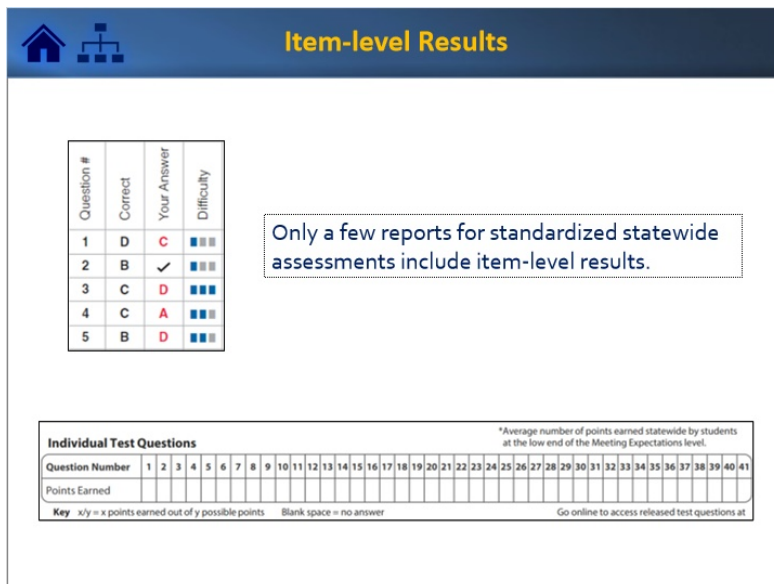 Item-level Results
Question # Correct Your Answer Difficulty
1 D C
2 B ✓
3 C D
4 C A
5 B D
Only a few reports for standardized statewide
assessments include item-level results.
*Average number of points earned statewide by students
at the low end of the Meeting Expectations level.
Individual Test Questions
Question Number 1 2 3 4 5 6 7 8 9 10 11 12 13 14 15 16 17 18 19 20 21 22 23 24 25 26 27 28 29 30 31 32 33 34 35 36 37 38 39 40 41
Points Earned
Key x/y = x points earned out of y possible points Blank space = no answer Go online to access released test questions at